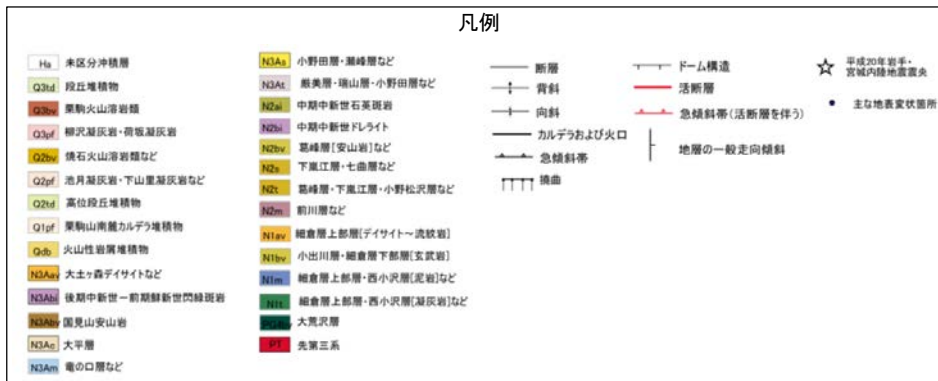 凡例
Ha 未区分沖積層
Q3td 段丘堆積物
Q3bv 栗駒火山溶岩類
Q3pf 柳沢凝灰岩・荷坂凝灰岩
Q2bv 焼石火山溶岩類など
Q2pf 池月凝灰岩・下山里凝灰岩など
Q2td 高位段丘堆積物
Q1pf 栗駒山南麓カルデラ堆積物
Qdb 火山性岩屑堆積物
N3Aav 大土ヶ森デイサイトなど
N3Abi 後期中新世－前期鮮新世閃緑斑岩
N3Abv 国見山安山岩
N3Ac 大平層
N3Am 竜の口層など
N3As 小野田層・瀬峰層など
N3At 厳美層・瑞山層・小野田層など
N2ai 中期中新世石英斑岩
N2bi 中期中新世ドレライト
N2bv 葛峰層[安山岩]など
N2s 下嵐江層・七曲層など
N2t 葛峰層・下嵐江層・小野松沢層など
N2m 前川層など
N1av 細倉層上部層[デイサイト～流紋岩]
N1bv 小出川層・細倉層下部層[玄武岩]
N1m 細倉層上部層・西小沢層[泥岩]など
N1t 細倉層上部層・西小沢層[凝灰岩]など
大荒沢層
PT 先第三系
断層
背斜
向斜
カルデラおよび火口
急傾斜帯
撓曲
ドーム構造
活断層
急傾斜帯（活断層を伴う）
地層の一般走向傾斜
平成20年岩手・
宮城内陸地震震央
主な地表変状箇所